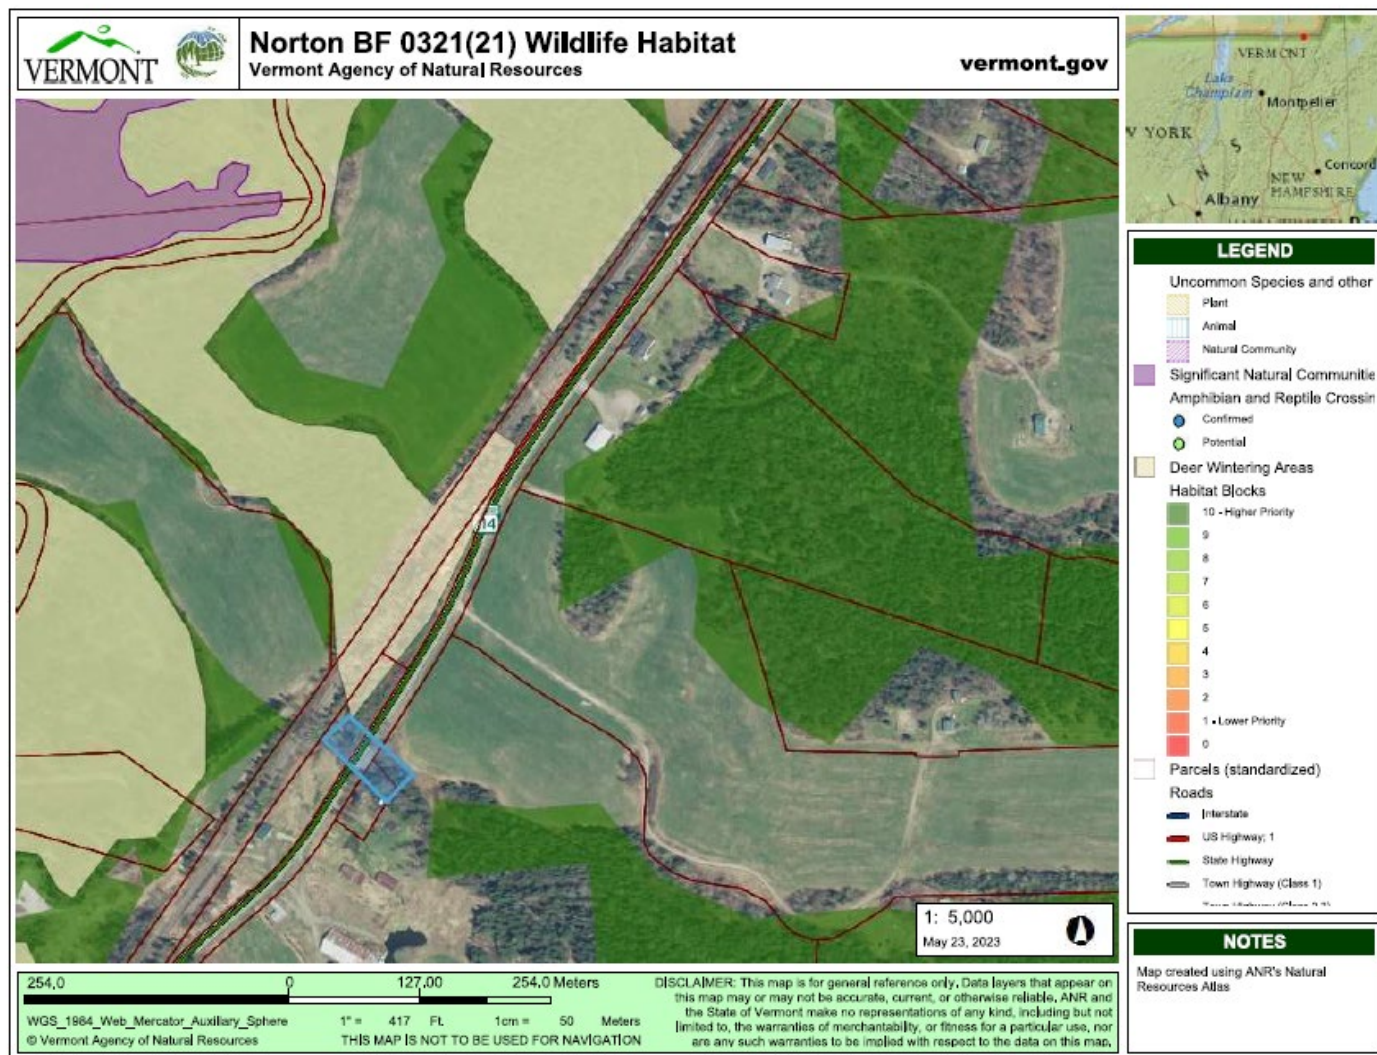 VERMONT
Norton BF 0321(21) Wildlife Habitat
Vermont Agency of Natural Resources
vermont.gov
VERMONT
Lake
Champlain
Montpelier
YORK
Concord
NEW
HAMPSHIRE
Albany
114
LEGEND
Uncommon Species and other
Plant
Animal
Natural Community
Significant Natural Communitie
Amphibian and Reptile Crossin
Confirmed
Potential
Deer Wintering Areas
Habitat Blocks
10 - Higher Priority
9
8
7
6
5
4
3
2
1 - Lower Priority
0
Parcels (standardized)
Roads
Interstate
US Highway; 1
State Highway
Town Highway (Class 1)
1: 5,000
May 23, 2023
NOTES
Map created using ANR's Natural
Resources Atlas
254.0 0 127.00 254.0 Meters
WGS_1984_Web_Mercator_Auxiliary_Sphere 1" = 417 Ft. 1cm = 50 Meters
© Vermont Agency of Natural Resources THIS MAP IS NOT TO BE USED FOR NAVIGATION
DISCLAIMER: This map is for general reference only. Data layers that appear on
this map may or may not be accurate, current, or otherwise reliable. ANR and
the State of Vermont make no representations of any kind, including but not
limited to, the warranties of merchantability, or fitness for a particular use, nor
are any such warranties to be implied with respect to the data on this map.